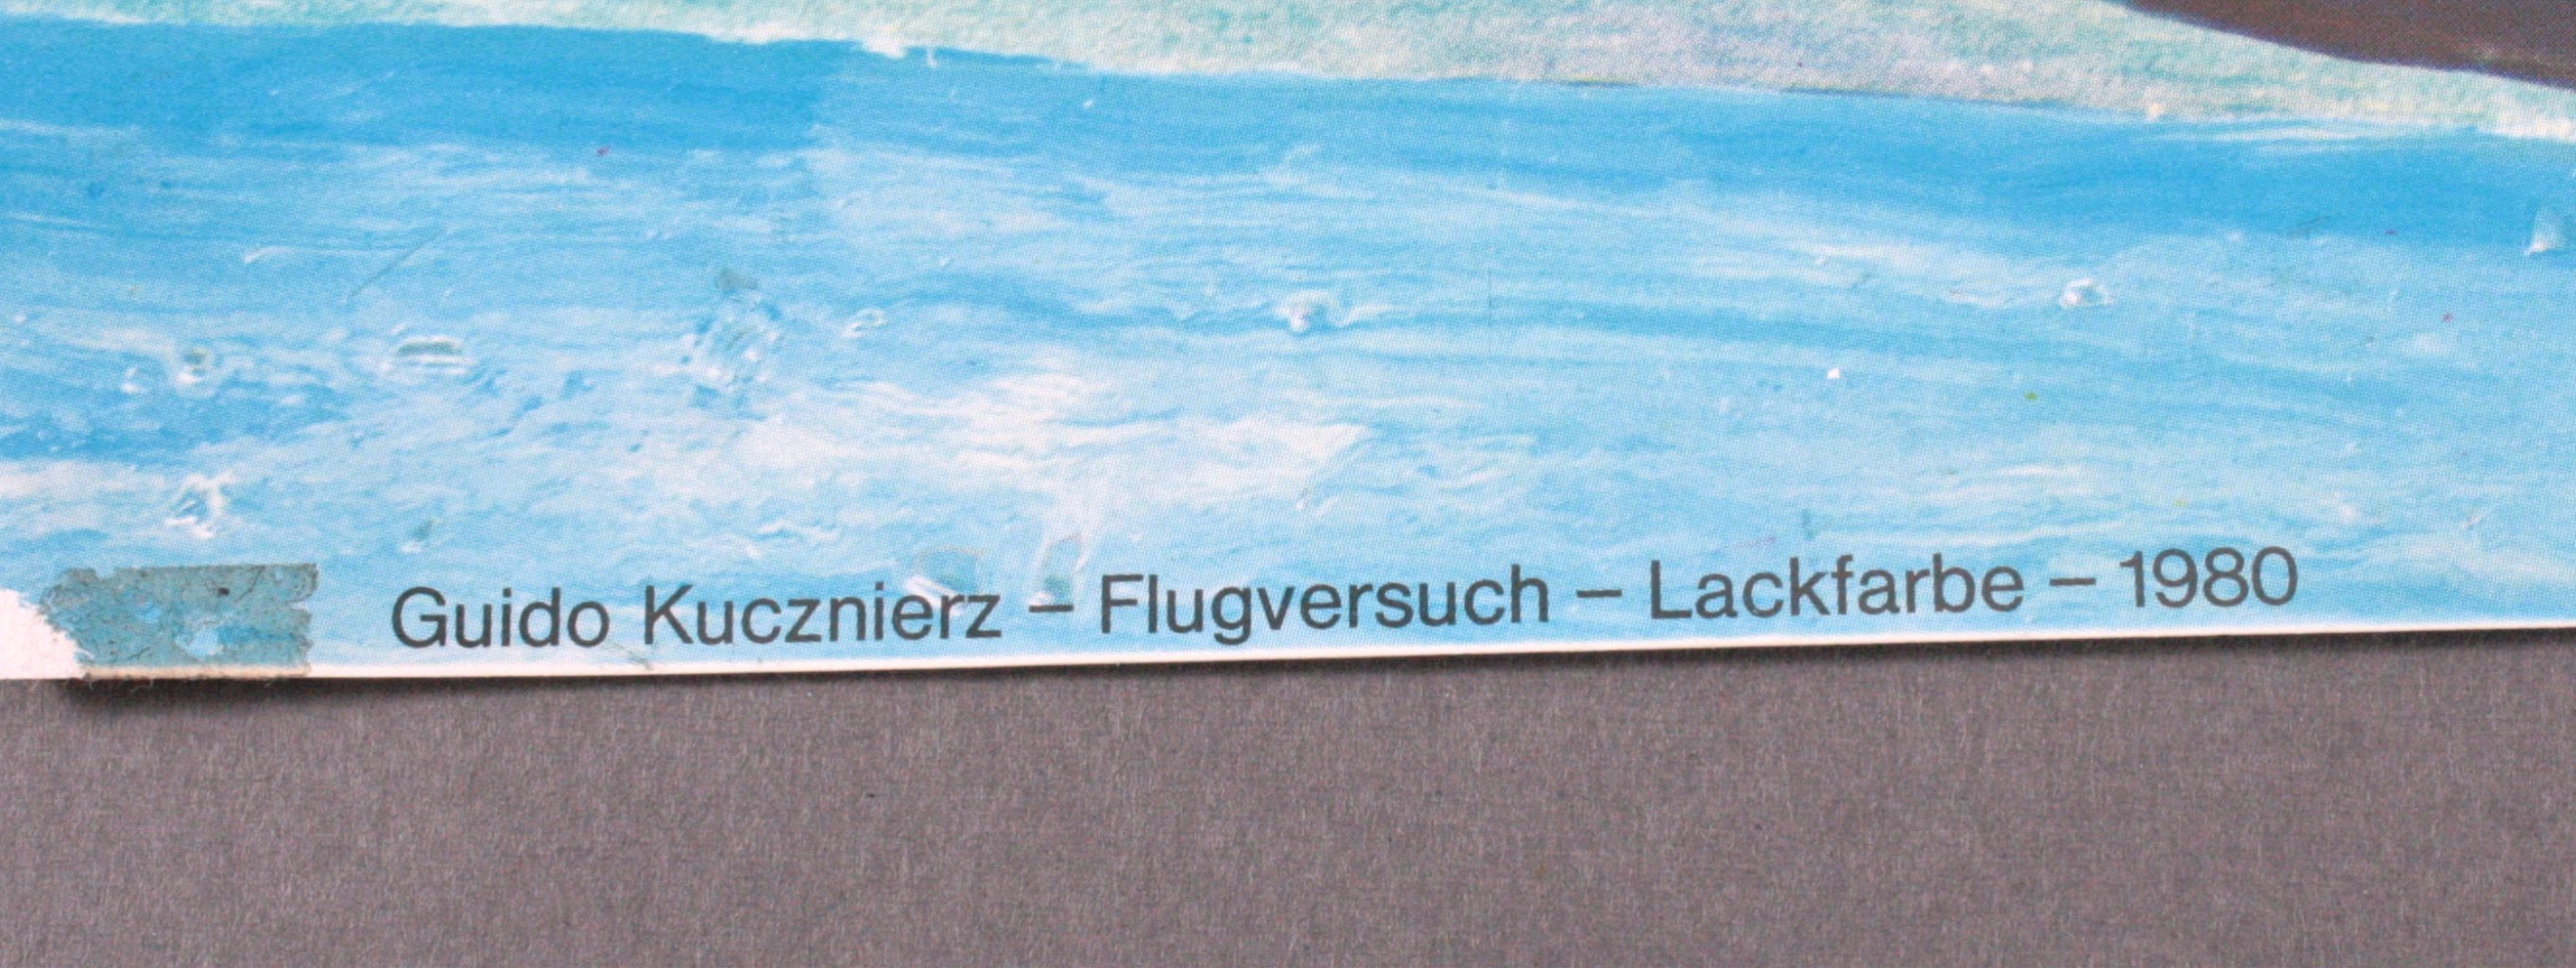 Guido Kucznierz – Flugversuch – Lackfarbe – 1980